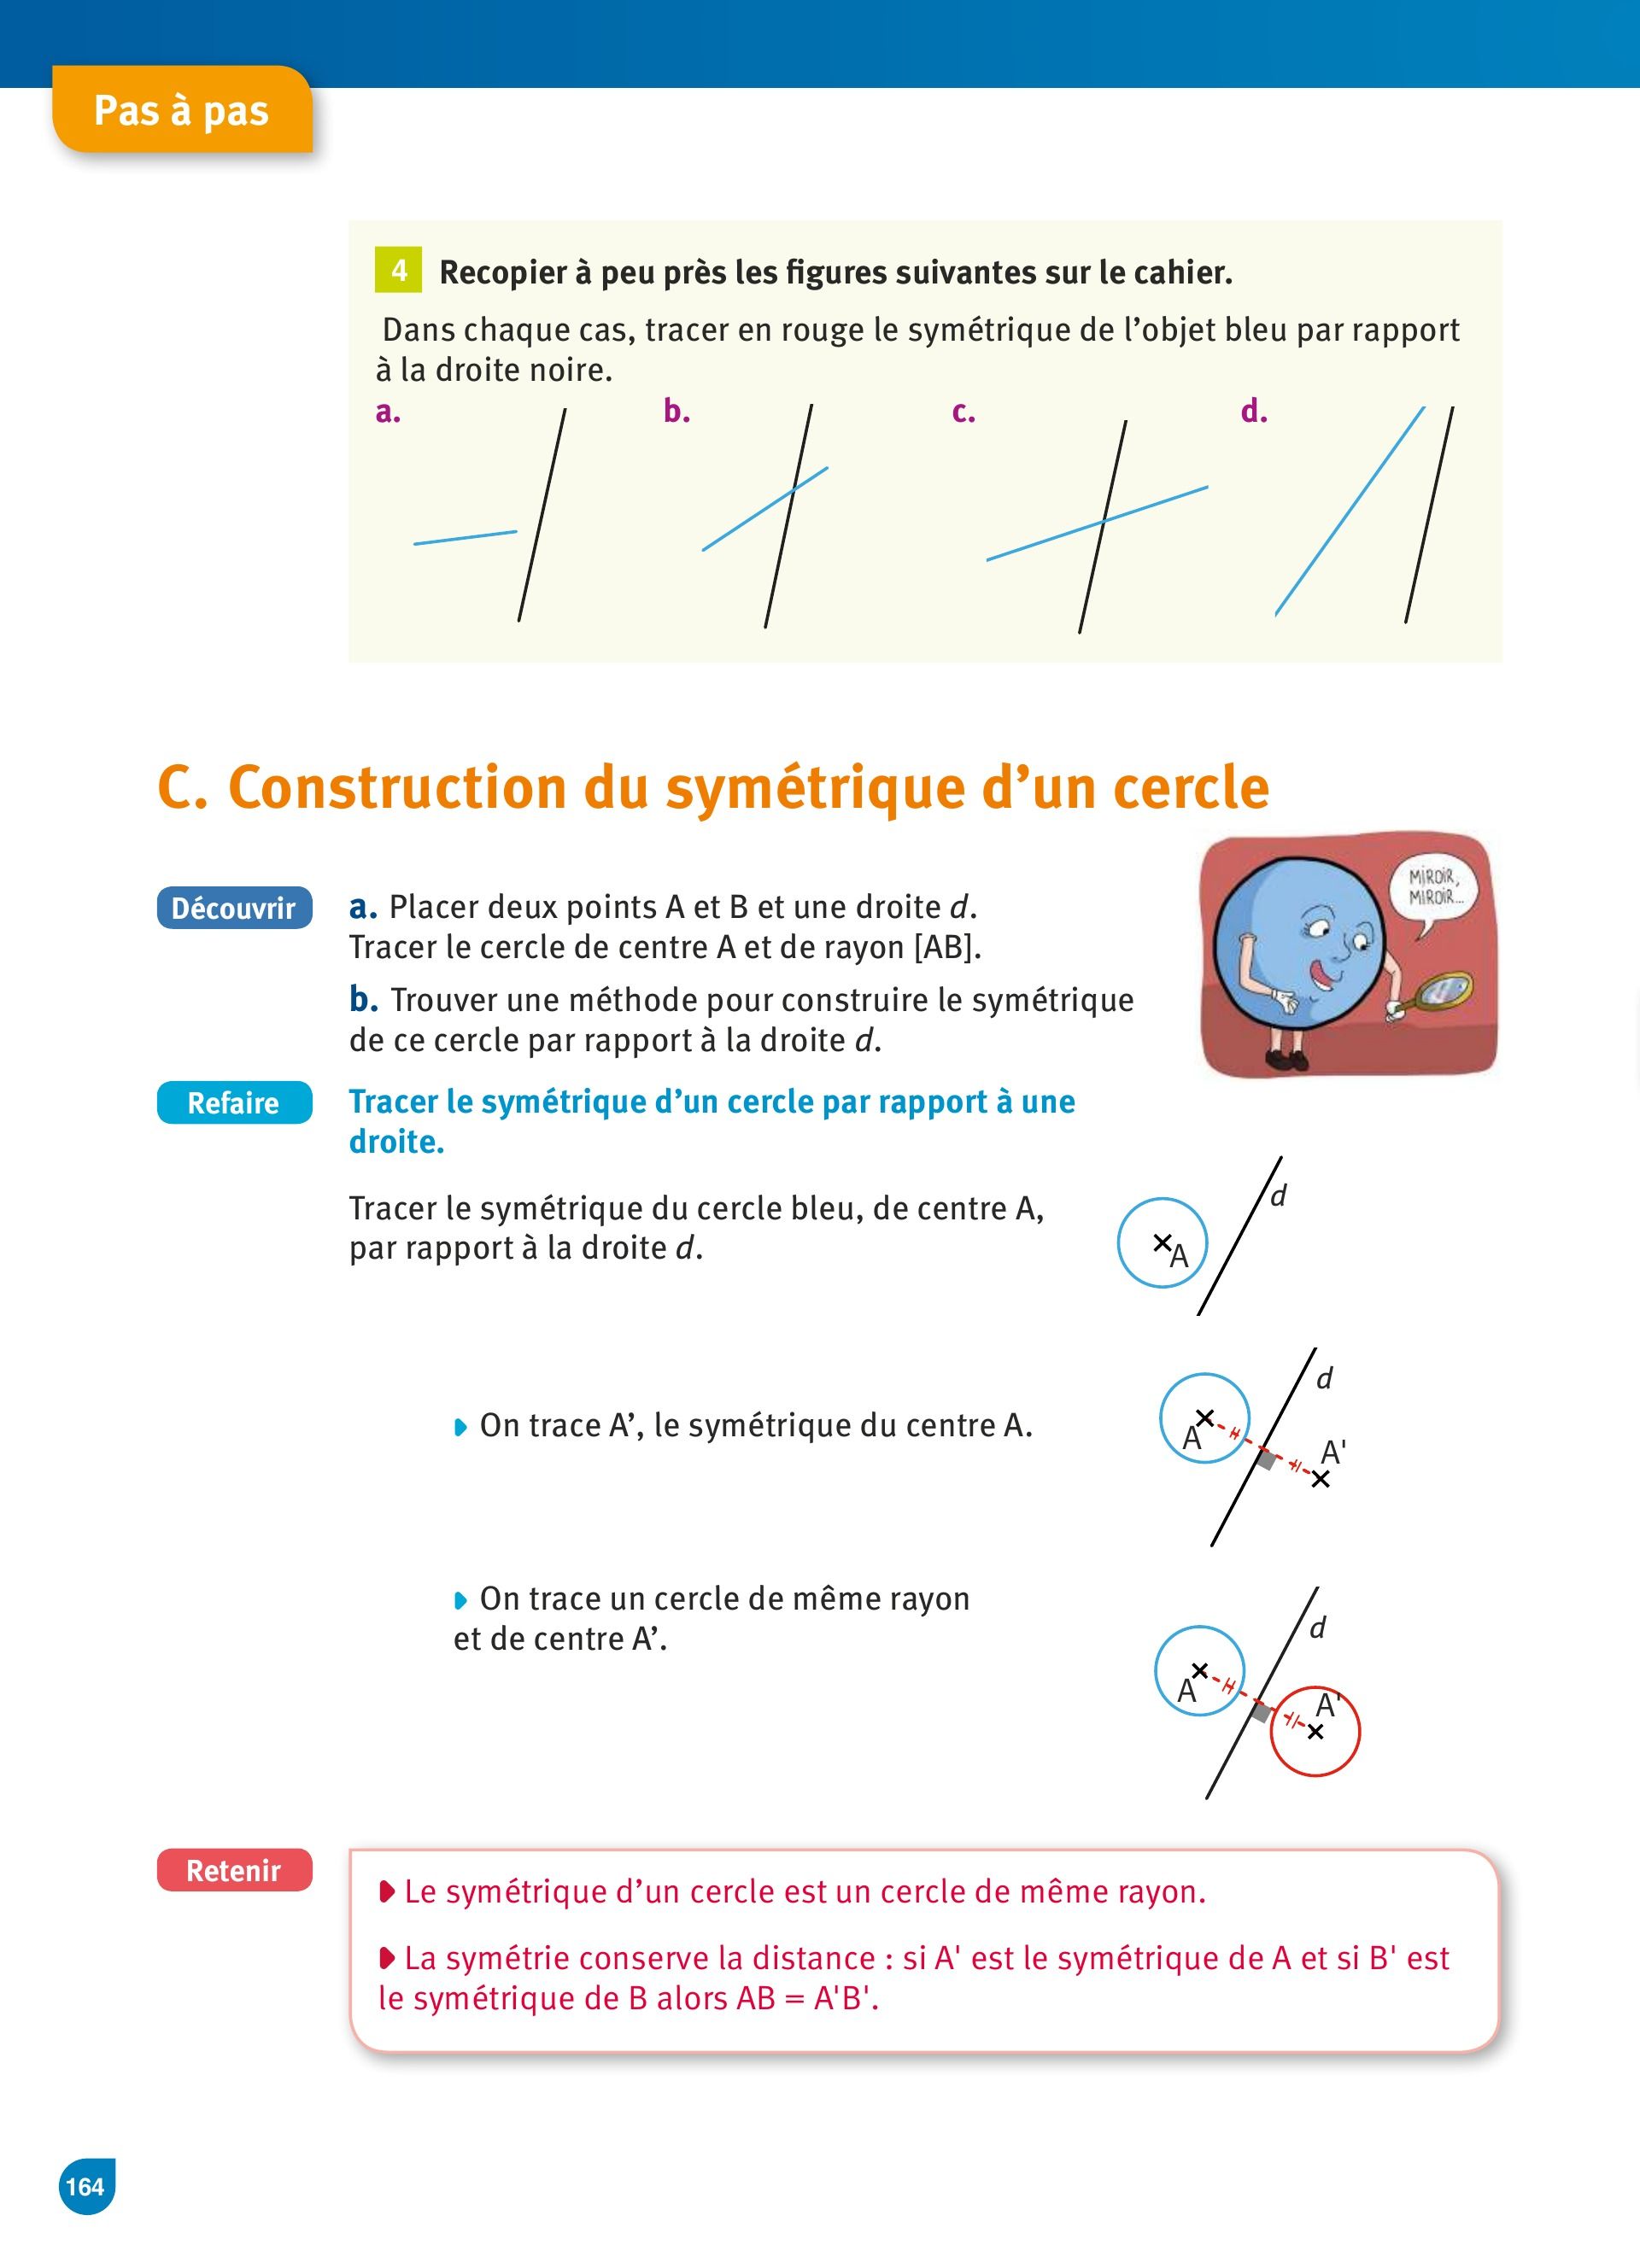 Pas à pas
4 Recopier à peu près les figures suivantes sur le cahier.
Dans chaque cas, tracer en rouge le symétrique de l’objet bleu par rapport
à la droite noire.
a. b. c. d.
C. Construction du symétrique d’un cercle
MIROIR,
MIROIR...
Découvrir
a. Placer deux points A et B et une droite d.
Tracer le cercle de centre A et de rayon [AB].
b. Trouver une méthode pour construire le symétrique
de ce cercle par rapport à la droite d.
Refaire
Tracer le symétrique d’un cercle par rapport à une
droite.
Tracer le symétrique du cercle bleu, de centre A,
par rapport à la droite d.
d
A
On trace A’, le symétrique du centre A.
d
A
A'
On trace un cercle de même rayon
et de centre A’.
d
A
A'
Retenir
Le symétrique d’un cercle est un cercle de même rayon.
La symétrie conserve la distance : si A' est le symétrique de A et si B' est
le symétrique de B alors AB = A'B'.
164